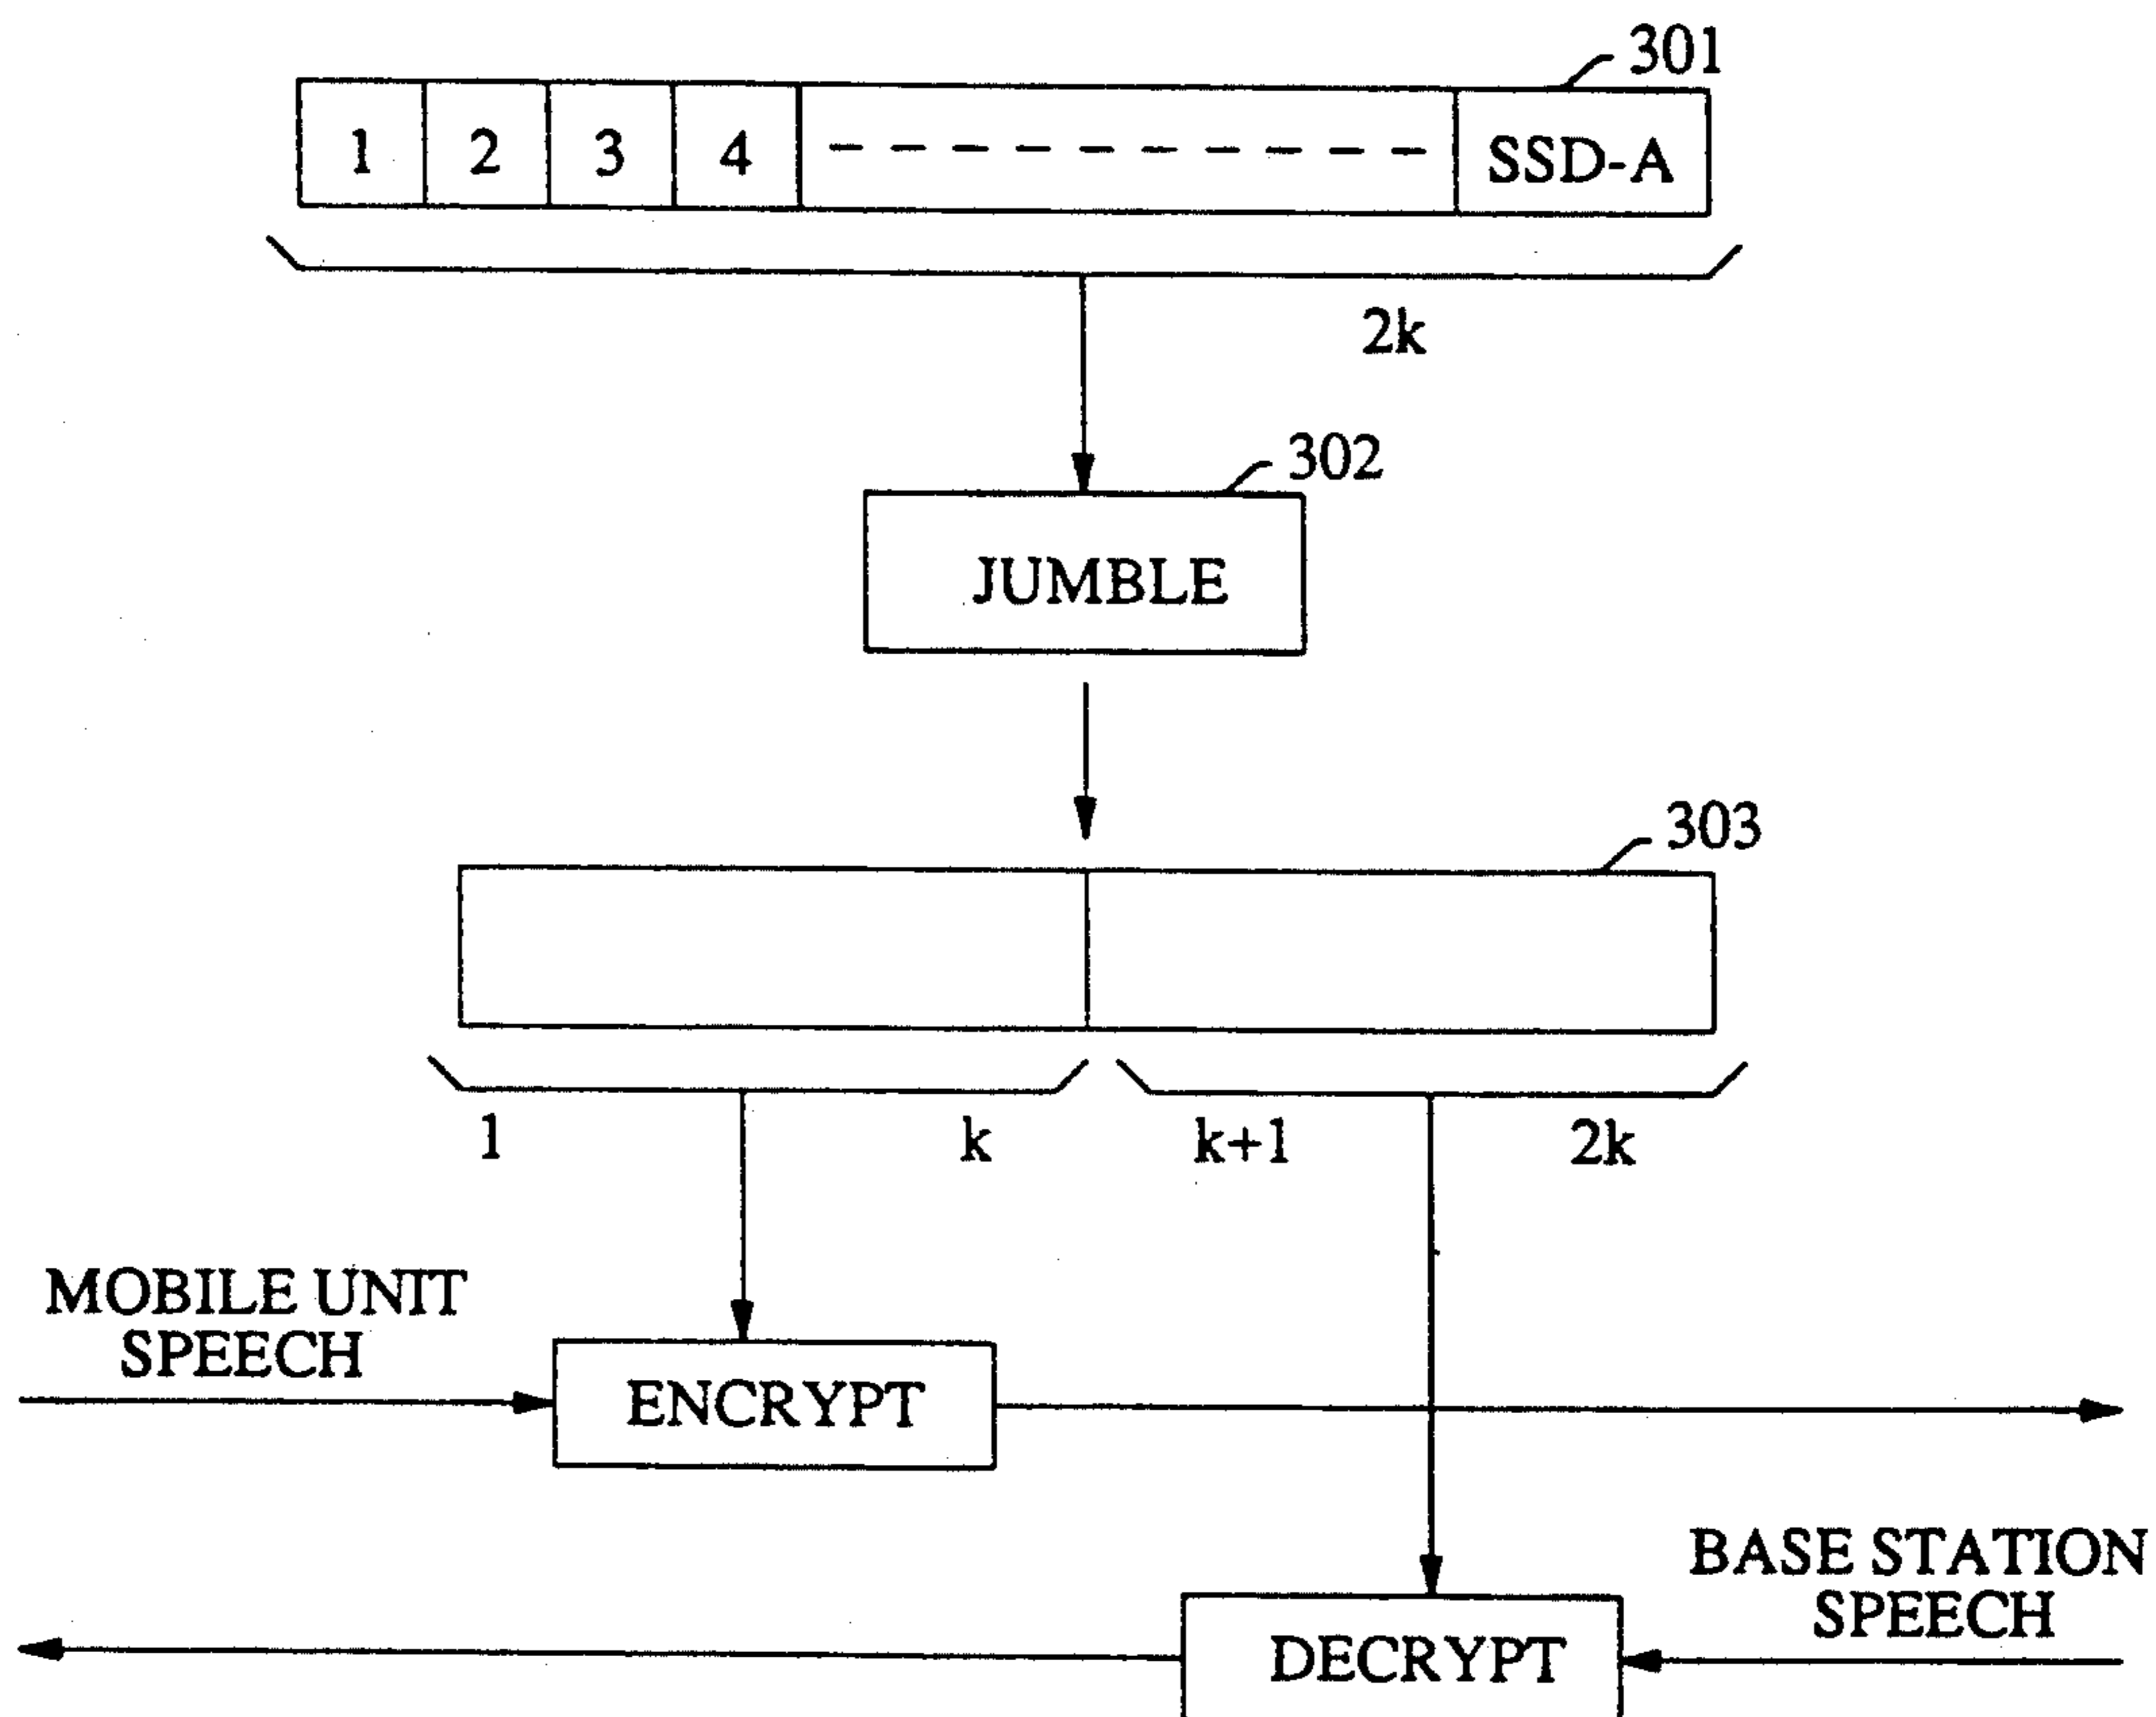 301
1 2 3 4 SSD-A
2k
302
JUMBLE
303
1 k k+1 2k
MOBILE UNIT
SPEECH
ENCRYPT
BASE STATION
SPEECH
DECRYPT